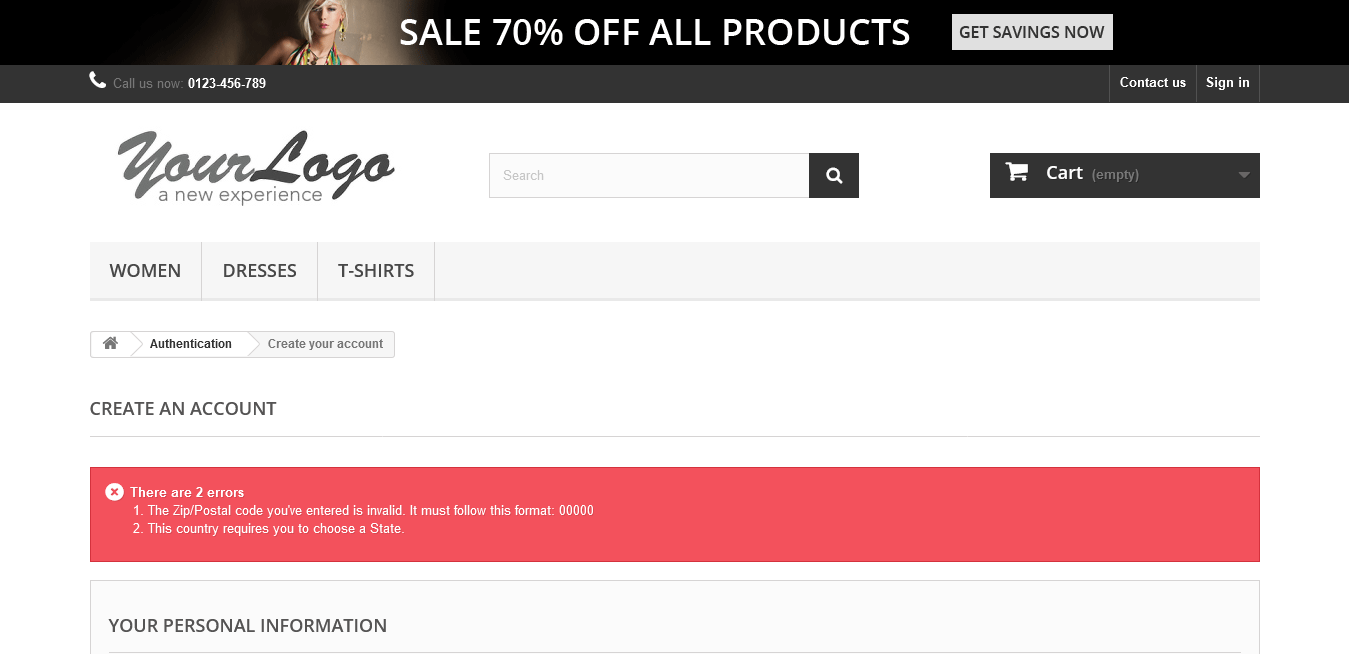 SALE 70% OFF ALL PRODUCTS GET SAVINGS NOW
Call us now: 0123-456-789 Contact us Sign in
YourLogo
a new experience
Search
Cart (empty)
WOMEN DRESSES T-SHIRTS
Authentication Create your account
CREATE AN ACCOUNT
There are 2 errors
1. The Zip/Postal code you've entered is invalid. It must follow this format: 00000
2. This country requires you to choose a State.
YOUR PERSONAL INFORMATION